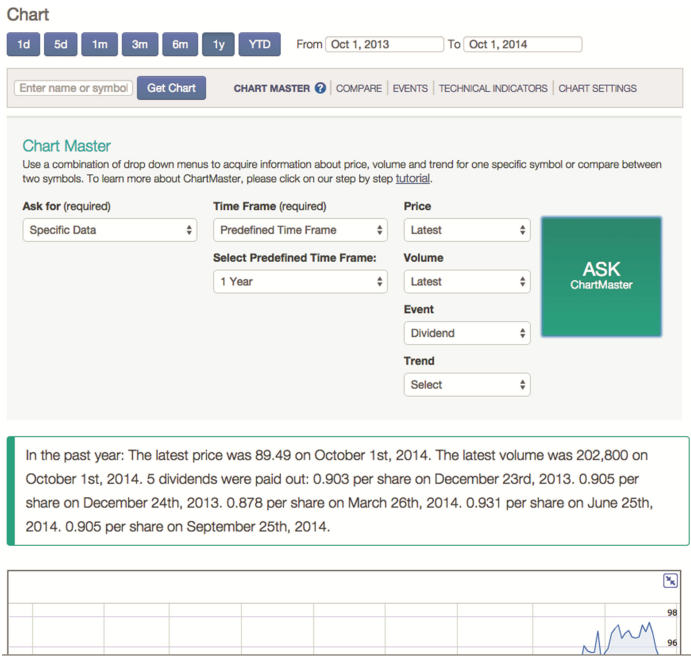 Chart
1d 5d 1m 3m 6m 1y YTD From Oct 1, 2013 To Oct 1, 2014
Enter name or symbol Get Chart CHART MASTER ? COMPARE EVENTS TECHNICAL INDICATORS CHART SETTINGS
Chart Master
Use a combination of drop down menus to acquire information about price, volume and trend for one specific symbol or compare between
two symbols. To learn more about ChartMaster, please click on our step by step tutorial.
Ask for (required) Time Frame (required) Price
Specific Data Predefined Time Frame Latest
Select Predefined Time Frame: Volume
1 Year Latest
ASK
ChartMaster
Event
Dividend
Trend
Select
In the past year: The latest price was 89.49 on October 1st, 2014. The latest volume was 202,800 on
October 1st, 2014. 5 dividends were paid out: 0.903 per share on December 23rd, 2013. 0.905 per
share on December 24th, 2013. 0.878 per share on March 26th, 2014. 0.931 per share on June 25th,
2014. 0.905 per share on September 25th, 2014.
98
96